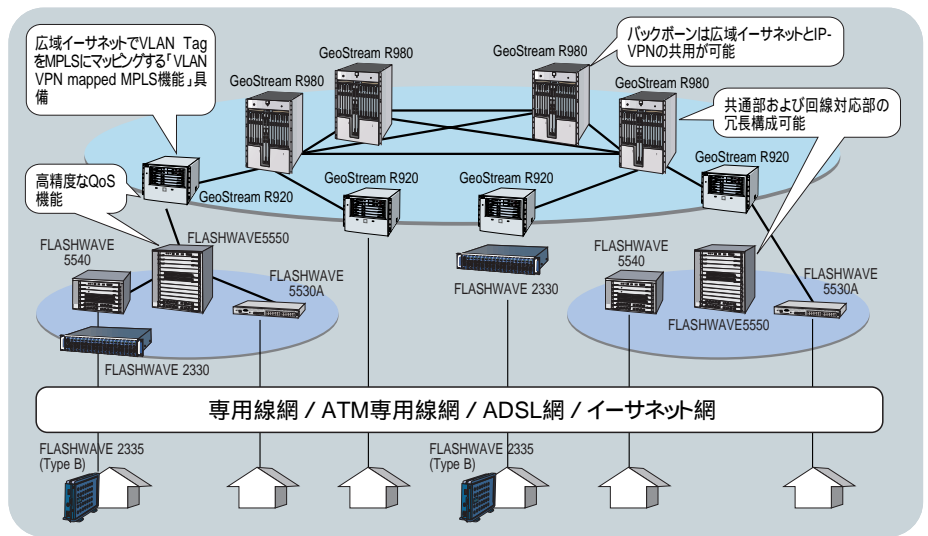 広域イーサネットでVLAN Tag
をMPLSにマッピングする「VLAN
VPN mapped MPLS機能」具
備
GeoStream R980
GeoStream R980
GeoStream R980
GeoStream R980
バックボーンは広域イーサネットとIP-
VPNの共用が可能
共通部および回線対応部の
冗長構成可能
高精度なQoS
機能
GeoStream R920
GeoStream R920
GeoStream R920
GeoStream R920
FLASHWAVE
5540
FLASHWAVE5550
FLASHWAVE
5530A
FLASHWAVE 2330
FLASHWAVE 2330
FLASHWAVE
5540
FLASHWAVE5550
FLASHWAVE
5530A
専用線網 / ATM専用線網 / ADSL網 / イーサネット網
FLASHWAVE 2335
(Type B)
FLASHWAVE 2335
(Type B)